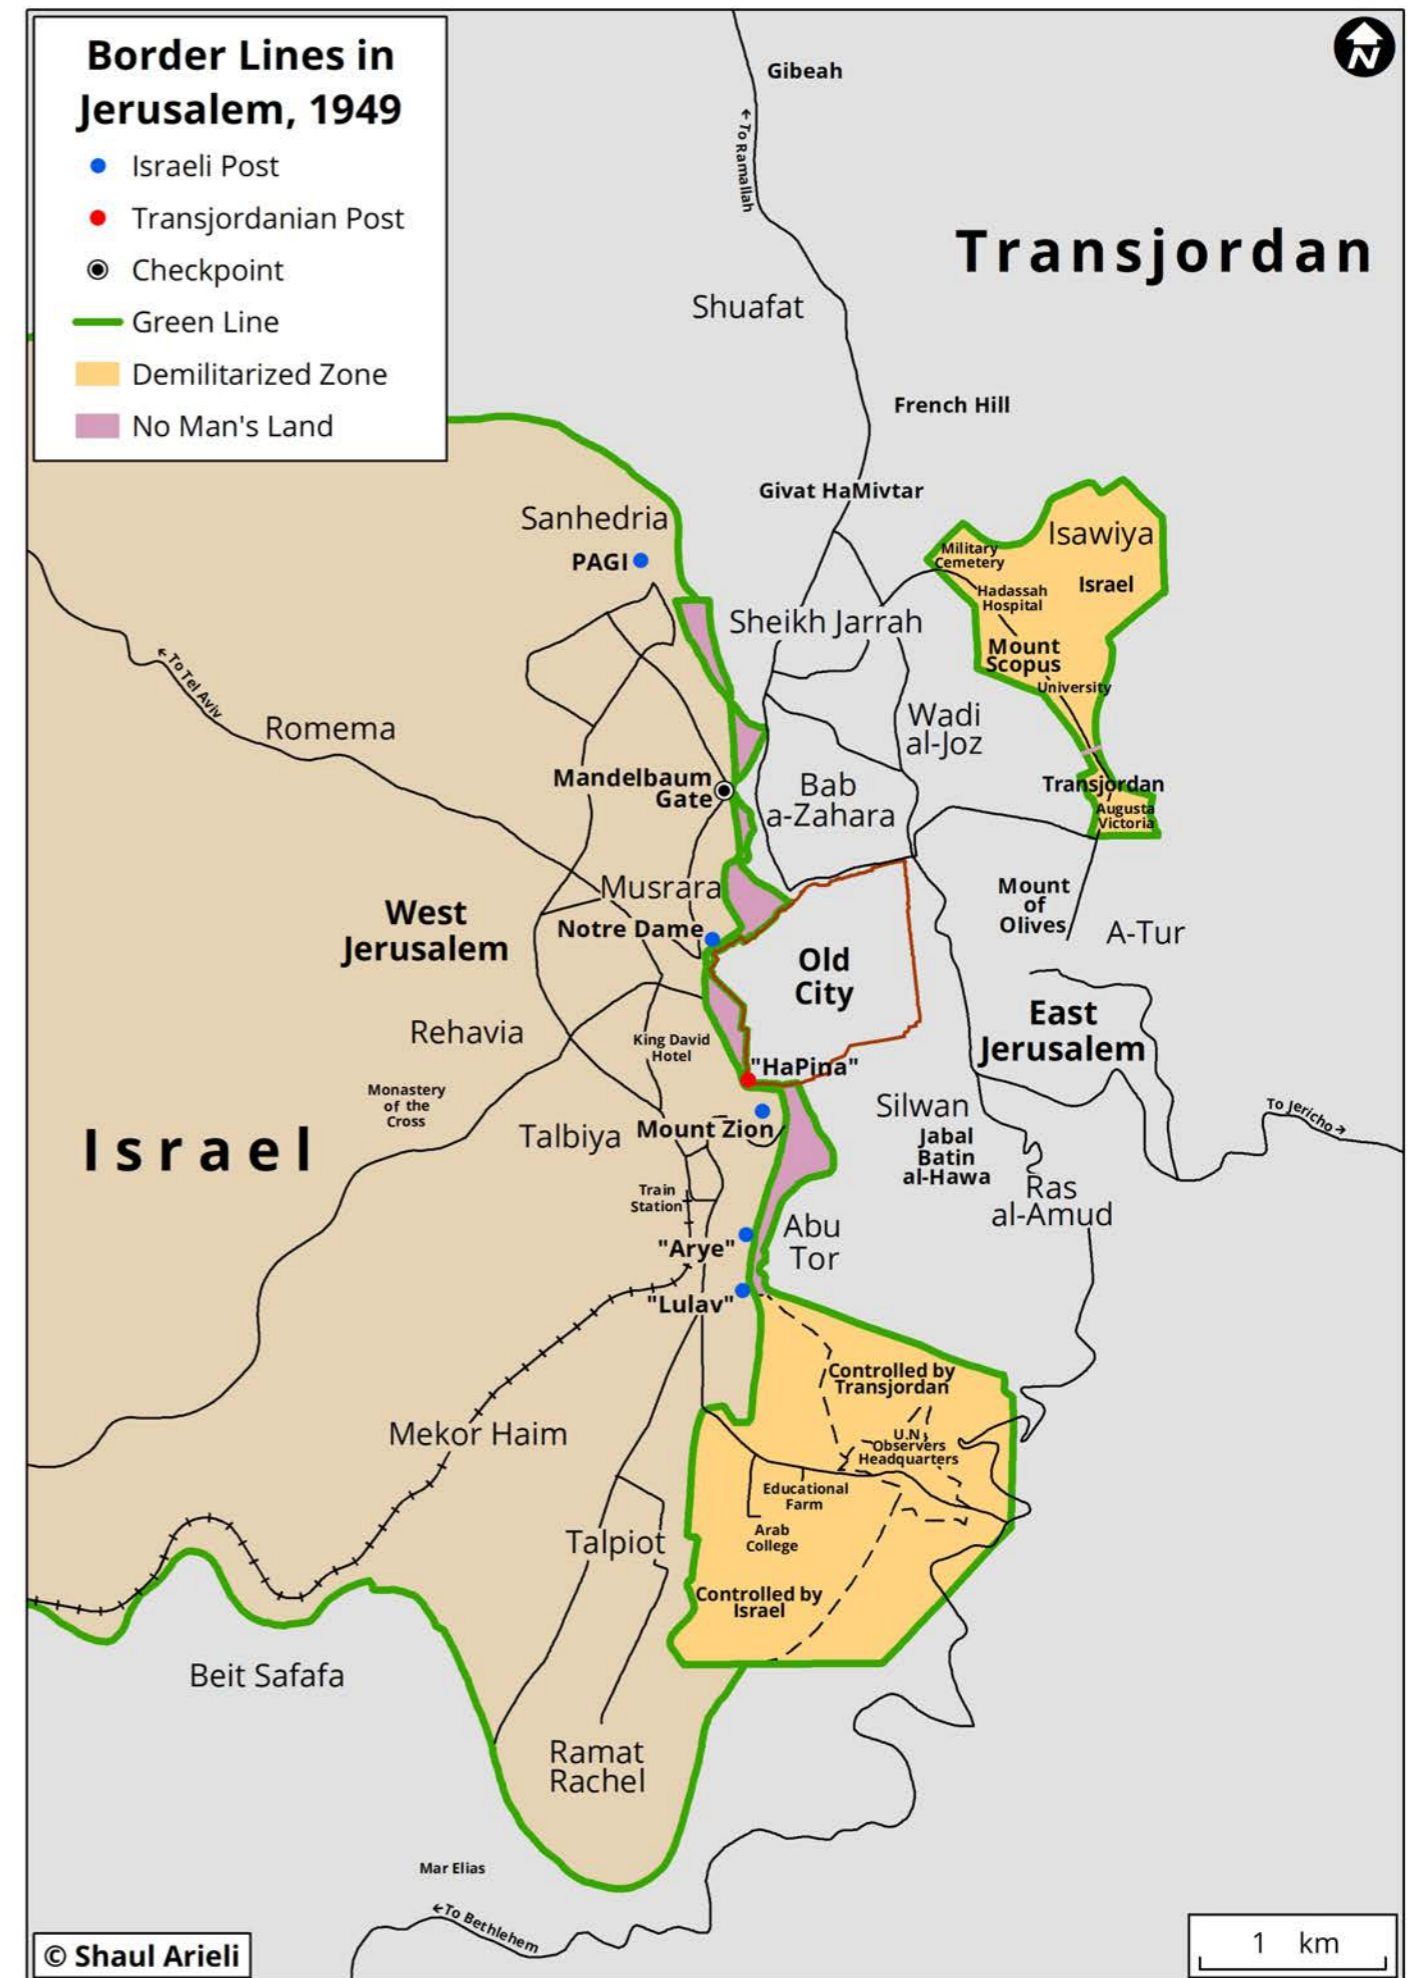 Border Lines in
Jerusalem, 1949
Israeli Post
Transjordanian Post
Checkpoint
Green Line
Demilitarized Zone
No Man's Land
N
Gibeah
← To Ramallah
Transjordan
Shuafat
French Hill
Givat HaMivtar
Sanhedria
PAGI
Isawiya
Military
Cemetery
Israel
Hadassah
Hospital
Sheikh Jarrah
Mount
Scopus
University
← To Tel Aviv
Romema
Wadi
al-Joz
Mandelbaum
Gate
Bab
a-Zahara
Transjordan
Augusta
Victoria
Musrara
West
Jerusalem
Notre Dame
Mount
of
Olives
A-Tur
Old
City
East
Jerusalem
Rehavia
King David
Hotel
"HaPina"
Monastery
of the
Cross
Israel
Talbiya
Mount Zion
Silwan
Jabal
Batin
al-Hawa
To Jericho →
Ras
al-Amud
Train
Station
Abu
Tor
"Arye"
"Lulav"
Controlled by
Transjordan
Mekor Haim
U.N.
Observers
Headquarters
Educational
Farm
Arab
College
Talpiot
Controlled by
Israel
Beit Safafa
Ramat
Rachel
Mar Elias
←To Bethlehem
© Shaul Arieli
1 km